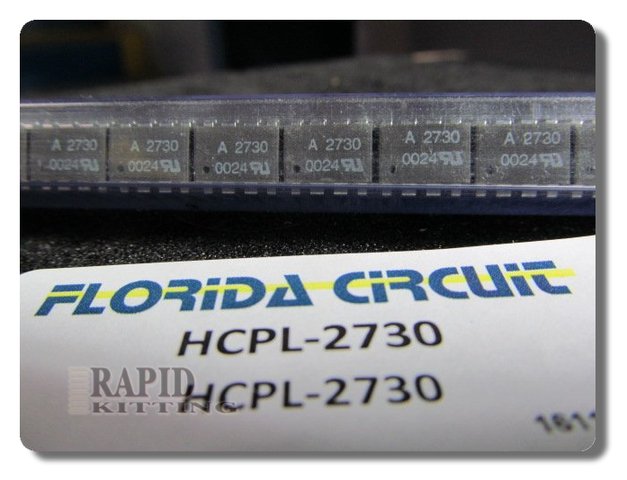 A 2730 A 2730 A 2730 A 2730 A 2730 A 2730
0024 0024 0024 0024 0024 0024
FLORIDA CIRCUIT
HCPL-2730
HCPL-2730
RAPID
KITTING
1611